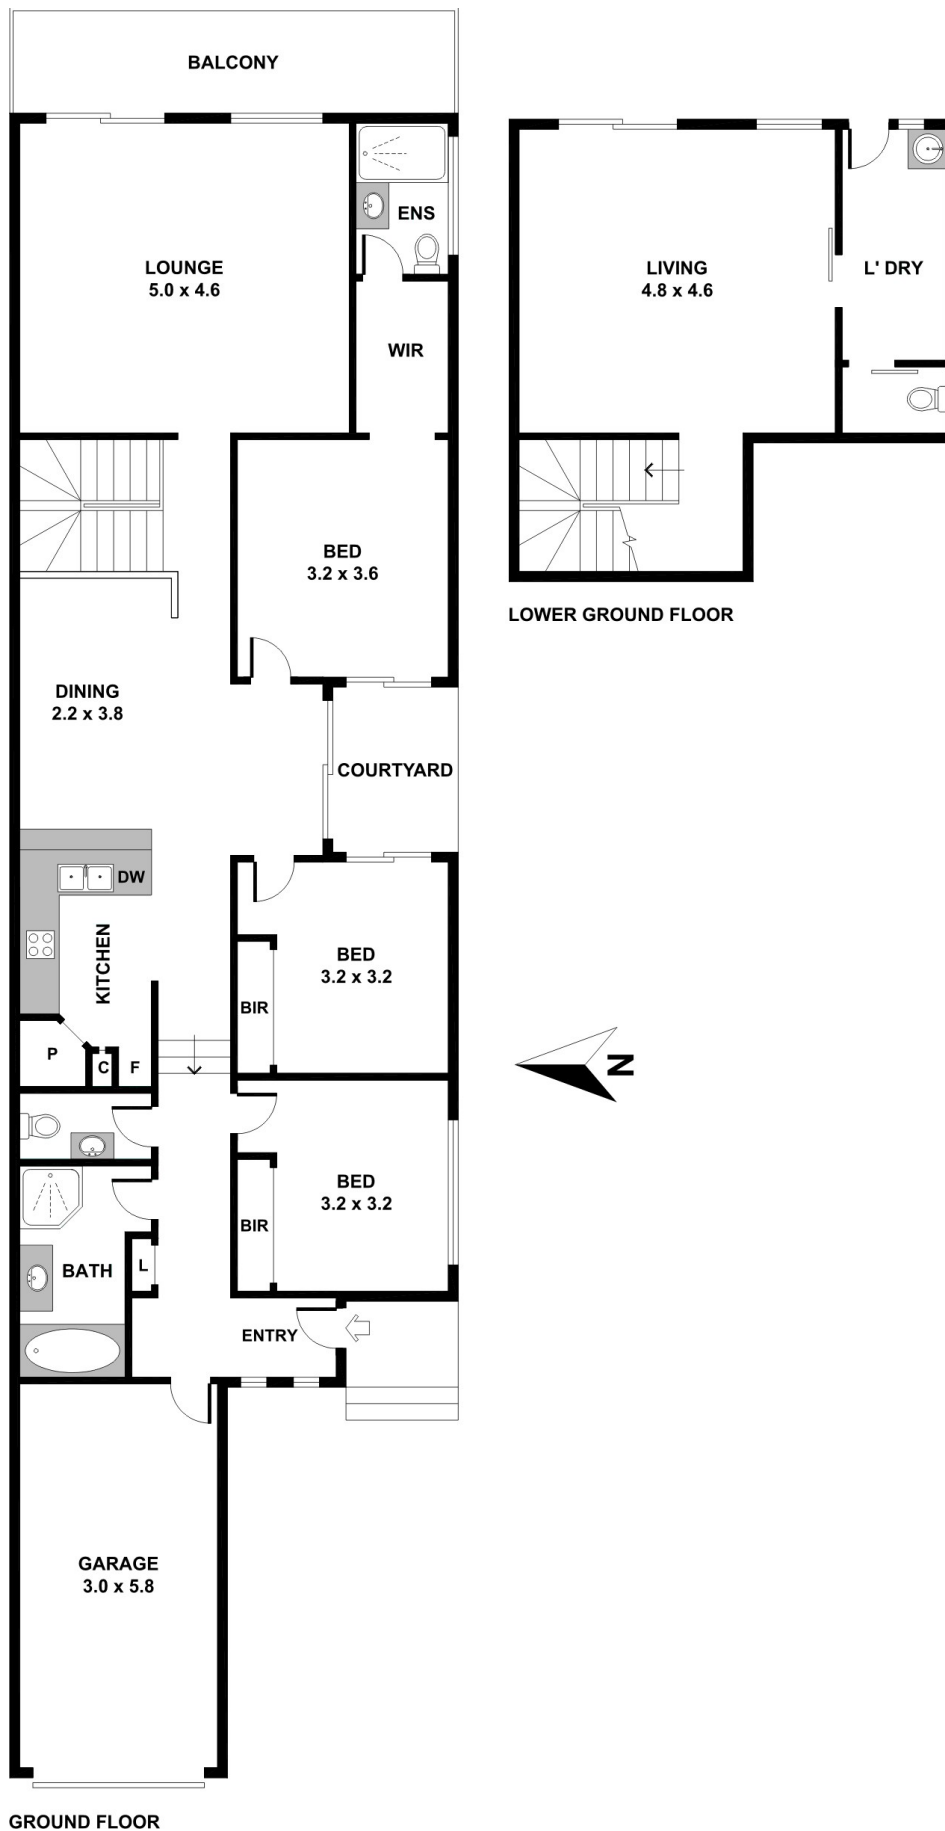 BALCONY
LOUNGE
5.0 x 4.6
ENS
WIR
BED
3.2 x 3.6
DINING
2.2 x 3.8
COURTYARD
DW
KITCHEN
BED
3.2 x 3.2
BIR
P
C
F
BED
3.2 x 3.2
BIR
BATH
L
ENTRY
GARAGE
3.0 x 5.8
GROUND FLOOR
LIVING
4.8 x 4.6
L' DRY
LOWER GROUND FLOOR
N